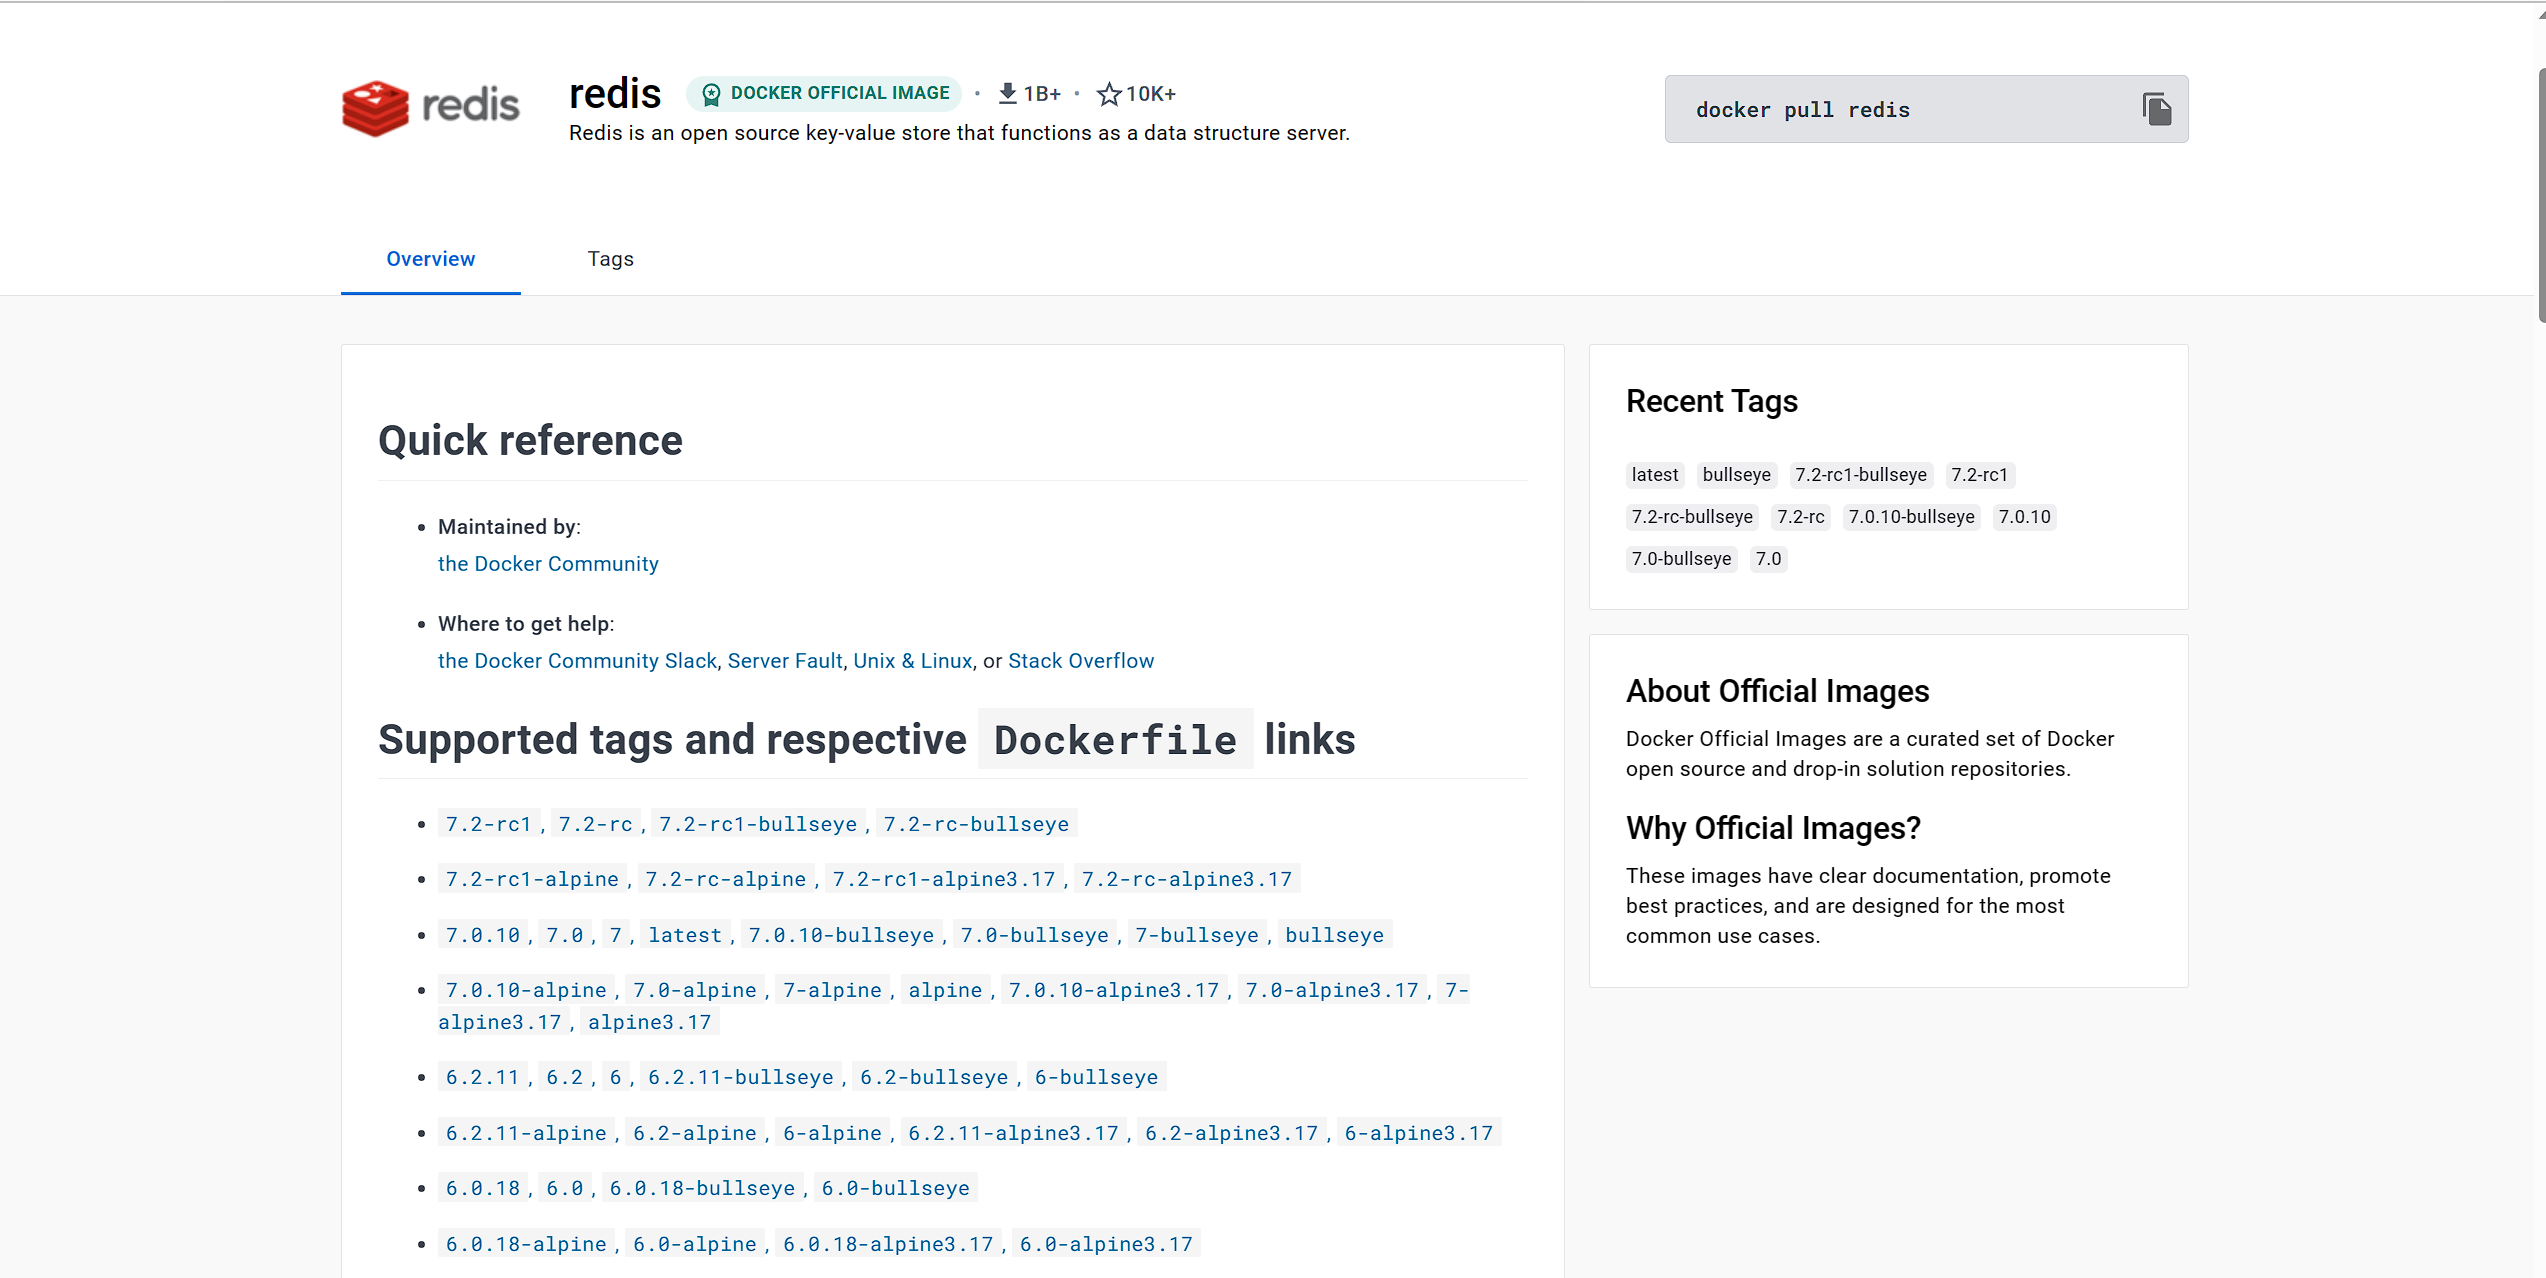 redis
redis DOCKER OFFICIAL IMAGE · 1B+ · 10K+
Redis is an open source key-value store that functions as a data structure server.
docker pull redis
Overview Tags
Quick reference
• Maintained by:
the Docker Community
• Where to get help:
the Docker Community Slack, Server Fault, Unix & Linux, or Stack Overflow
Supported tags and respective Dockerfile links
• 7.2-rc1, 7.2-rc, 7.2-rc1-bullseye, 7.2-rc-bullseye
• 7.2-rc1-alpine, 7.2-rc-alpine, 7.2-rc1-alpine3.17, 7.2-rc-alpine3.17
• 7.0.10, 7.0, 7, latest, 7.0.10-bullseye, 7.0-bullseye, 7-bullseye, bullseye
• 7.0.10-alpine, 7.0-alpine, 7-alpine, alpine, 7.0.10-alpine3.17, 7.0-alpine3.17, 7-
alpine3.17, alpine3.17
• 6.2.11, 6.2, 6, 6.2.11-bullseye, 6.2-bullseye, 6-bullseye
• 6.2.11-alpine, 6.2-alpine, 6-alpine, 6.2.11-alpine3.17, 6.2-alpine3.17, 6-alpine3.17
• 6.0.18, 6.0, 6.0.18-bullseye, 6.0-bullseye
• 6.0.18-alpine, 6.0-alpine, 6.0.18-alpine3.17, 6.0-alpine3.17
Recent Tags
latest bullseye 7.2-rc1-bullseye 7.2-rc1
7.2-rc-bullseye 7.2-rc 7.0.10-bullseye 7.0.10
7.0-bullseye 7.0
About Official Images
Docker Official Images are a curated set of Docker
open source and drop-in solution repositories.
Why Official Images?
These images have clear documentation, promote
best practices, and are designed for the most
common use cases.